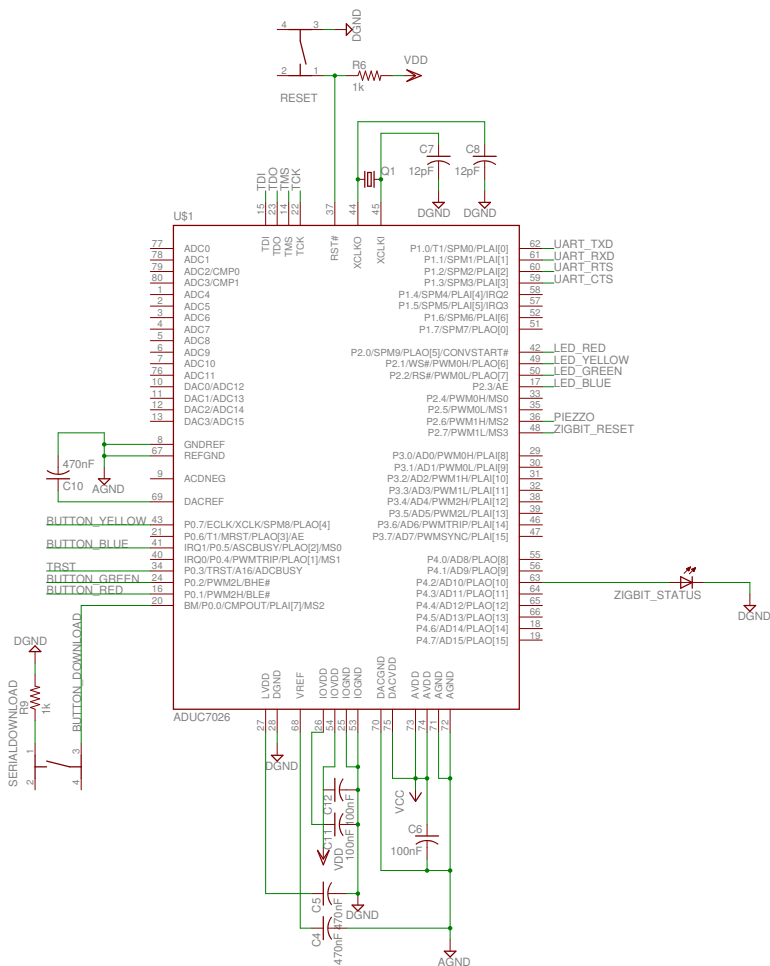 4 3
DGND
2 1
RESET
R6
1k
VDD
C7
12pF
C8
12pF
Q1
DGND
DGND
TDI
TDO
TMS
TCK
15
23
14
22
37
44
45
U$1
TDI
TDO
TMS
TCK
RST#
XCLKO
XCLKI
77 ADC0
78 ADC1
79 ADC2/CMP0
80 ADC3/CMP1
1 ADC4
2 ADC5
3 ADC6
4 ADC7
5 ADC8
6 ADC9
7 ADC10
76 ADC11
10 DAC0/ADC12
11 DAC1/ADC13
12 DAC2/ADC14
13 DAC3/ADC15
8 GNDREF
67 REFGND
9 ACDNEG
69 DACREF
470nF
C10
AGND
BUTTON_YELLOW 43 P0.7/ECLK/XCLK/SPM8/PLAO[4]
21 P0.6/T1/MRST/PLAO[3]/AE
BUTTON_BLUE 41 IRQ1/P0.5/ASCBUSY/PLAO[2]/MS0
40 IRQ0/P0.4/PWMTRIP/PLAO[1]/MS1
TRST 34 P0.3/TRST/A16/ADCBUSY
BUTTON_GREEN 24 P0.2/PWM2L/BHE#
BUTTON_RED 16 P0.1/PWM2H/BLE#
20 BM/P0.0/CMPOUT/PLAI[7]/MS2
P1.0/T1/SPM0/PLAI[0] 62 UART_TXD
P1.1/SPM1/PLAI[1] 61 UART_RXD
P1.2/SPM2/PLAI[2] 60 UART_RTS
P1.3/SPM3/PLAI[3] 59 UART_CTS
P1.4/SPM4/PLAI[4]/IRQ2 58
P1.5/SPM5/PLAI[5]/IRQ3 57
P1.6/SPM6/PLAI[6] 52
P1.7/SPM7/PLAO[0] 51
P2.0/SPM9/PLAO[5]/CONVSTART# 42 LED_RED
P2.1/WS#/PWM0H/PLAO[6] 49 LED_YELLOW
P2.2/RS#/PWM0L/PLAO[7] 50 LED_GREEN
P2.3/AE 17 LED_BLUE
P2.4/PWM0H/MS0 33
P2.5/PWM0L/MS1 35
P2.6/PWM1H/MS2 36 PIEZZO
P2.7/PWM1L/MS3 48 ZIGBIT_RESET
P3.0/AD0/PWM0H/PLAI[8] 29
P3.1/AD1/PWM0L/PLAI[9] 30
P3.2/AD2/PWM1H/PLAI[10] 31
P3.3/AD3/PWM1L/PLAI[11] 32
P3.4/AD4/PWM2H/PLAI[12] 38
P3.5/AD5/PWM2L/PLAI[13] 39
P3.6/AD6/PWMTRIP/PLAI[14] 46
P3.7/AD7/PWMSYNC/PLAI[15] 47
P4.0/AD8/PLAO[8] 55
P4.1/AD9/PLAO[9] 56
P4.2/AD10/PLAO[10] 63
P4.3/AD11/PLAO[11] 64
P4.4/AD12/PLAO[12] 65
P4.5/AD13/PLAO[13] 66
P4.6/AD14/PLAO[14] 18
P4.7/AD15/PLAO[15] 19
ZIGBIT_STATUS
DGND
DGND
R9
1k
SERIALDOWNLOAD
BUTTON_DOWNLOAD
1
2
3
4
LVDD
DGND
VREF
IOVDD
IOVDD
IOGND
IOGND
DACGND
DACVDD
AVDD
AVDD
AGND
AGND
ADUC7026
27
28
68
26
54
25
53
70
75
73
74
71
72
DGND
C12
100nF
C11
100nF
VDD
VCC
C6
100nF
C5
470nF
DGND
C4
470nF
AGND